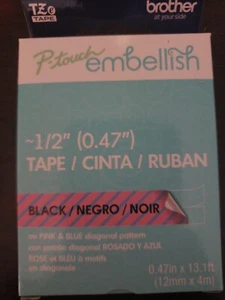 TZe
TAPE
brother
at your side
P-touch
embellish
~1/2" (0.47")
TAPE / CINTA / RUBAN
BLACK / NEGRO / NOIR
on PINK & BLUE diagonal pattern
con patrón diagonal ROSADO Y AZUL
ROSE et BLEU à motifs
en diagonale
0.47in x 13.1ft
(12mm x 4m)